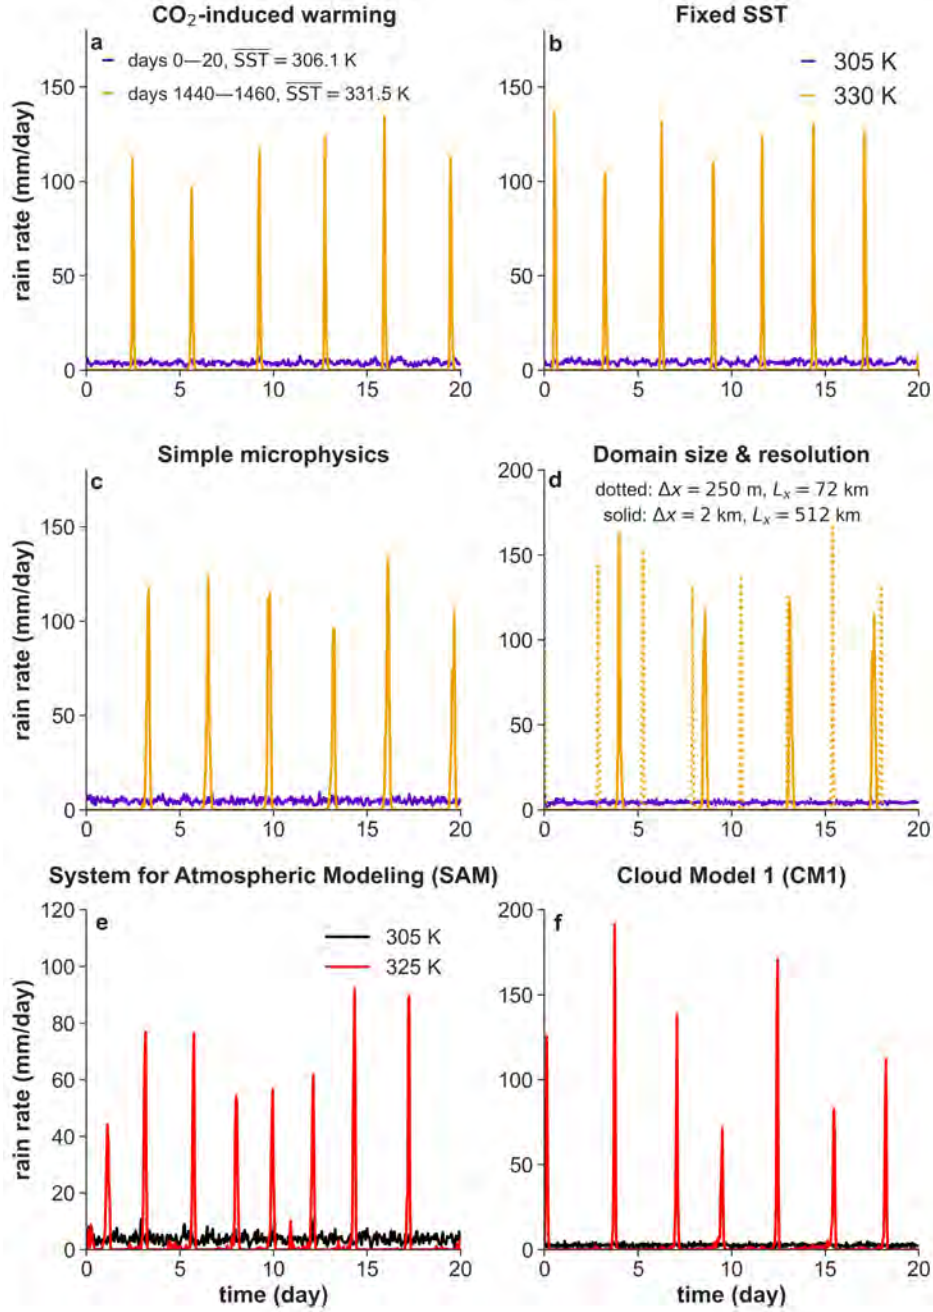 CO₂-induced warming
Fixed SST
a
days 0—20, S̅S̅T̅ = 306.1 K
days 1440—1460, S̅S̅T̅ = 331.5 K
rain rate (mm/day)
150
100
50
0
0 5 10 15 20
b
305 K
330 K
150
100
50
0
0 5 10 15 20
Simple microphysics
Domain size & resolution
c
rain rate (mm/day)
150
100
50
0
0 5 10 15 20
d
dotted: Δx = 250 m, Lₓ = 72 km
solid: Δx = 2 km, Lₓ = 512 km
200
150
100
50
0
0 5 10 15 20
System for Atmospheric Modeling (SAM)
Cloud Model 1 (CM1)
e
305 K
325 K
rain rate (mm/day)
120
100
80
60
40
20
0
0 5 10 15 20
time (day)
f
200
150
100
50
0
0 5 10 15 20
time (day)